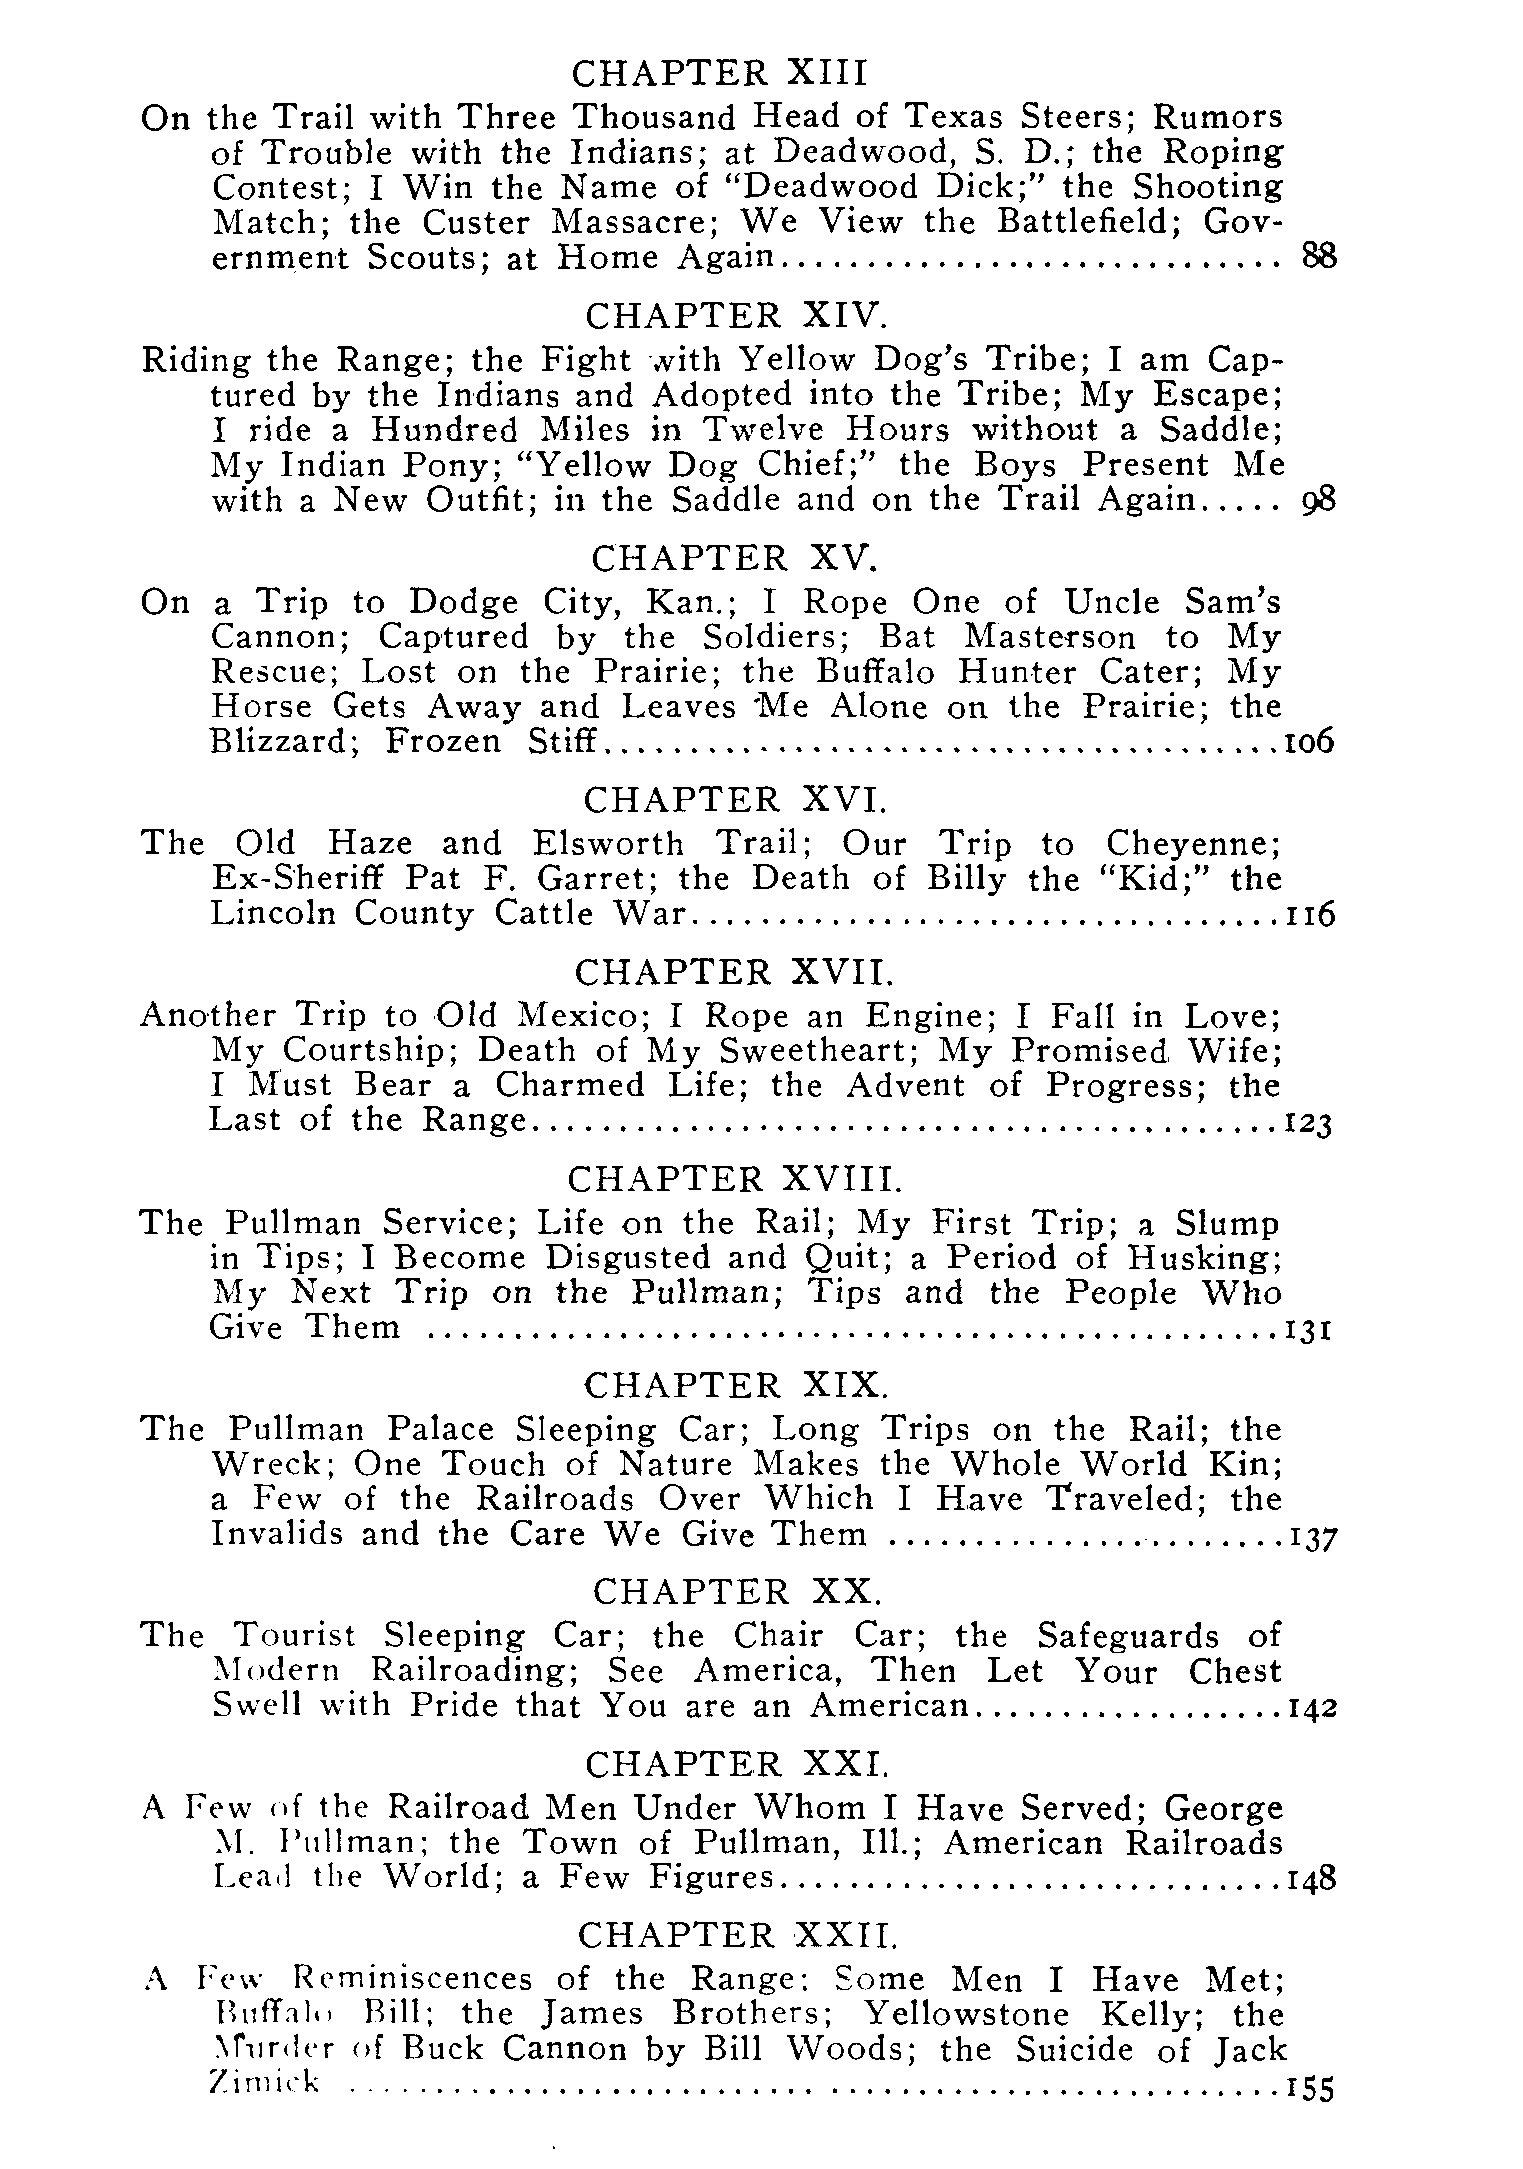 CHAPTER XIII
On the Trail with Three Thousand Head of Texas Steers; Rumors
of Trouble with the Indians; at Deadwood, S. D.; the Roping
Contest; I Win the Name of “Deadwood Dick;” the Shooting
Match; the Custer Massacre; We View the Battlefield; Gov-
ernment Scouts; at Home Again............................. 88
CHAPTER XIV.
Riding the Range; the Fight with Yellow Dog’s Tribe; I am Cap-
tured by the Indians and Adopted into the Tribe; My Escape;
I ride a Hundred Miles in Twelve Hours without a Saddle;
My Indian Pony; “Yellow Dog Chief;” the Boys Present Me
with a New Outfit; in the Saddle and on the Trail Again..... 98
CHAPTER XV.
On a Trip to Dodge City, Kan.; I Rope One of Uncle Sam’s
Cannon; Captured by the Soldiers; Bat Masterson to My
Rescue; Lost on the Prairie; the Buffalo Hunter Cater; My
Horse Gets Away and Leaves Me Alone on the Prairie; the
Blizzard; Frozen Stiff.......................................106
CHAPTER XVI.
The Old Haze and Elsworth Trail; Our Trip to Cheyenne;
Ex-Sheriff Pat F. Garret; the Death of Billy the “Kid;” the
Lincoln County Cattle War..................................116
CHAPTER XVII.
Another Trip to Old Mexico; I Rope an Engine; I Fall in Love;
My Courtship; Death of My Sweetheart; My Promised Wife;
I Must Bear a Charmed Life; the Advent of Progress; the
Last of the Range...........................................123
CHAPTER XVIII.
The Pullman Service; Life on the Rail; My First Trip; a Slump
in Tips; I Become Disgusted and Quit; a Period of Husking;
My Next Trip on the Pullman; Tips and the People Who
Give Them .................................................131
CHAPTER XIX.
The Pullman Palace Sleeping Car; Long Trips on the Rail; the
Wreck; One Touch of Nature Makes the Whole World Kin;
a Few of the Railroads Over Which I Have Traveled; the
Invalids and the Care We Give Them .......................137
CHAPTER XX.
The Tourist Sleeping Car; the Chair Car; the Safeguards of
Modern Railroading; See America, Then Let Your Chest
Swell with Pride that You are an American..................142
CHAPTER XXI.
A Few of the Railroad Men Under Whom I Have Served; George
M. Pullman; the Town of Pullman, Ill.; American Railroads
Lead the World; a Few Figures.............................148
CHAPTER XXII.
A Few Reminiscences of the Range: Some Men I Have Met;
Buffalo Bill; the James Brothers; Yellowstone Kelly; the
Murder of Buck Cannon by Bill Woods; the Suicide of Jack
Zimick .....................................................155